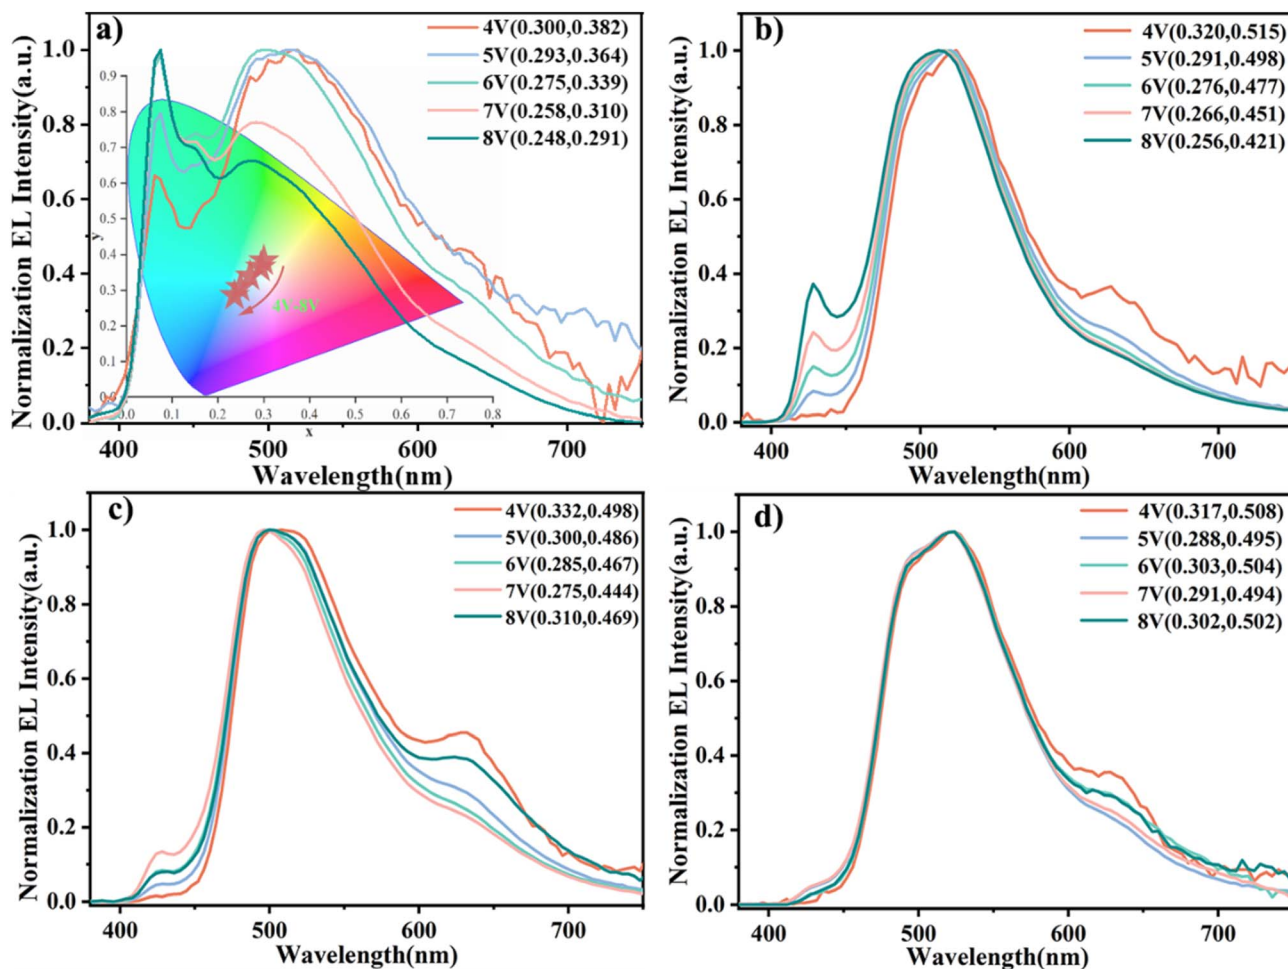 a)
4V(0.300,0.382)
5V(0.293,0.364)
6V(0.275,0.339)
7V(0.258,0.310)
8V(0.248,0.291)
Normalization EL Intensity(a.u.)
1.0
0.8
0.6
0.4
0.2
0.0
0.9
0.8
0.7
0.6
0.5
0.4
0.3
0.2
0.1
0.0
y
4V-8V
0.0 0.1 0.2 0.3 0.4 0.5 0.6 0.7 0.8
x
400 500 600 700
Wavelength(nm)
b)
4V(0.320,0.515)
5V(0.291,0.498)
6V(0.276,0.477)
7V(0.266,0.451)
8V(0.256,0.421)
Normalization EL Intensity(a.u.)
1.0
0.8
0.6
0.4
0.2
0.0
400 500 600 700
Wavelength(nm)
c)
4V(0.332,0.498)
5V(0.300,0.486)
6V(0.285,0.467)
7V(0.275,0.444)
8V(0.310,0.469)
Normalization EL Intensity(a.u.)
1.0
0.8
0.6
0.4
0.2
0.0
400 500 600 700
Wavelength(nm)
d)
4V(0.317,0.508)
5V(0.288,0.495)
6V(0.303,0.504)
7V(0.291,0.494)
8V(0.302,0.502)
Normalization EL Intensity(a.u.)
1.0
0.8
0.6
0.4
0.2
0.0
400 500 600 700
Wavelength(nm)